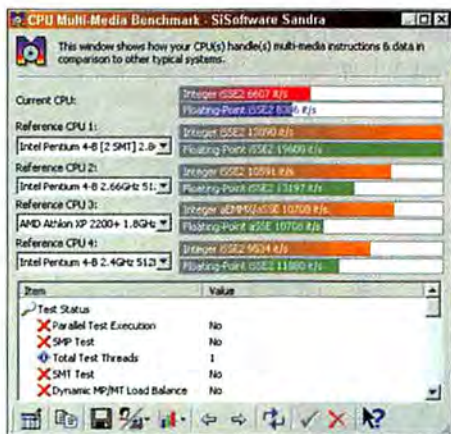 CPU Multi-Media Benchmark - SiSoftware Sandra
This window shows how your CPU(s) handle(s) multi-media instructions & data in
comparison to other typical systems.
Current CPU:
Integer iSSE2 6607 it/s
Floating-Point iSSE2 it/s
Reference CPU 1:
Intel Pentium 4-B [2 SMT] 2.8
Integer iSSE2 13090 it/s
Floating-Point iSSE2 19600 it/s
Reference CPU 2:
Intel Pentium 4-B 2.66GHz 51
Integer iSSE2 10591 it/s
Floating-Point iSSE2 13197 it/s
Reference CPU 3:
AMD Athlon XP 2200+ 1.8GHz
Integer aEMMX/aSSE 10708 it/s
Floating-Point aSSE it/s
Reference CPU 4:
Intel Pentium 4-B 2.4GHz 512
Integer iSSE2 9534 it/s
Floating-Point iSSE2 11880 it/s
Item Value
Test Status
Parallel Test Execution No
SMP Test No
Total Test Threads 1
SMT Test No
Dynamic MP/MT Load Balance No